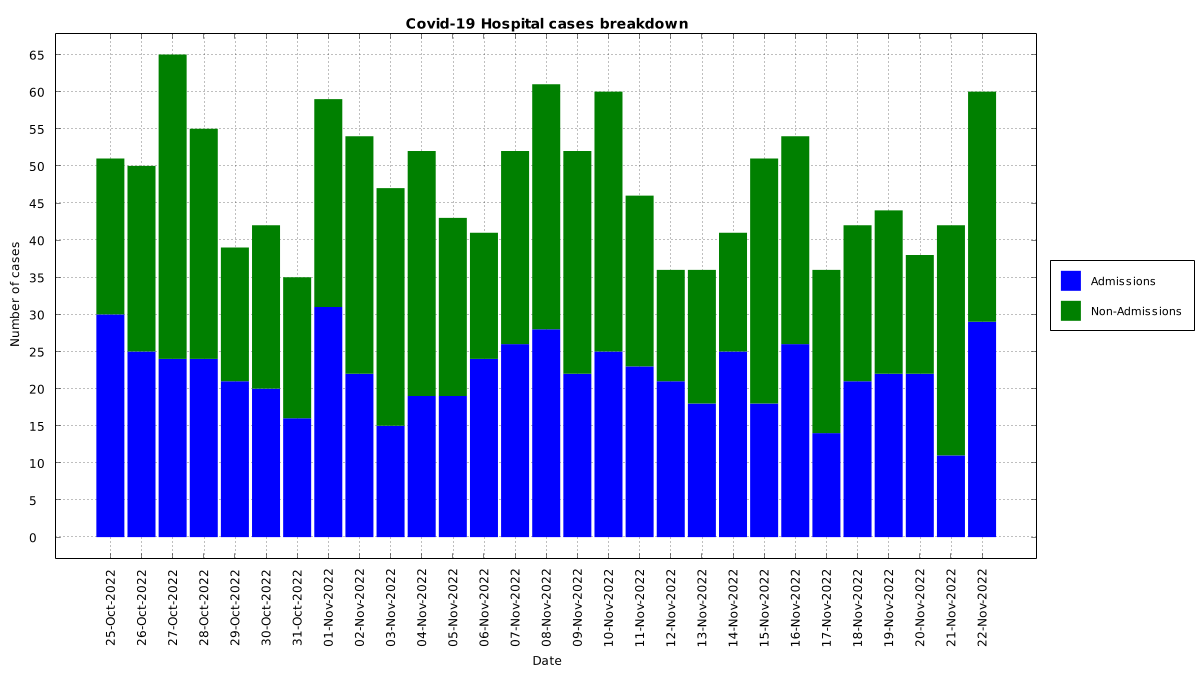 Covid-19 Hospital cases breakdown
65
60
55
50
45
40
35
30
25
20
15
10
5
0
Number of cases
25-Oct-2022
26-Oct-2022
27-Oct-2022
28-Oct-2022
29-Oct-2022
30-Oct-2022
31-Oct-2022
01-Nov-2022
02-Nov-2022
03-Nov-2022
04-Nov-2022
05-Nov-2022
06-Nov-2022
07-Nov-2022
08-Nov-2022
09-Nov-2022
10-Nov-2022
11-Nov-2022
12-Nov-2022
13-Nov-2022
14-Nov-2022
15-Nov-2022
16-Nov-2022
17-Nov-2022
18-Nov-2022
19-Nov-2022
20-Nov-2022
21-Nov-2022
22-Nov-2022
Date
Admissions
Non-Admissions